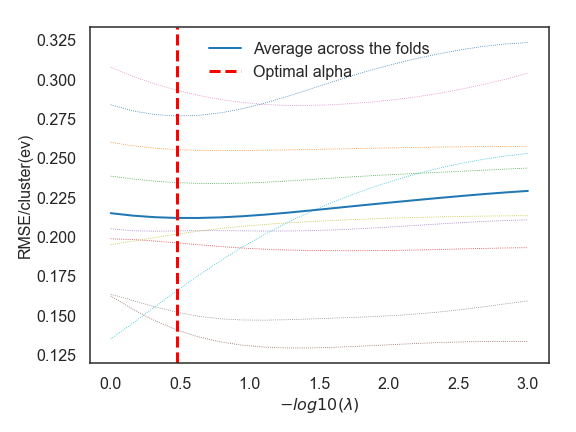 Average across the folds
Optimal alpha
RMSE/cluster(ev)
0.325
0.300
0.275
0.250
0.225
0.200
0.175
0.150
0.125
0.0 0.5 1.0 1.5 2.0 2.5 3.0
−log10(λ)